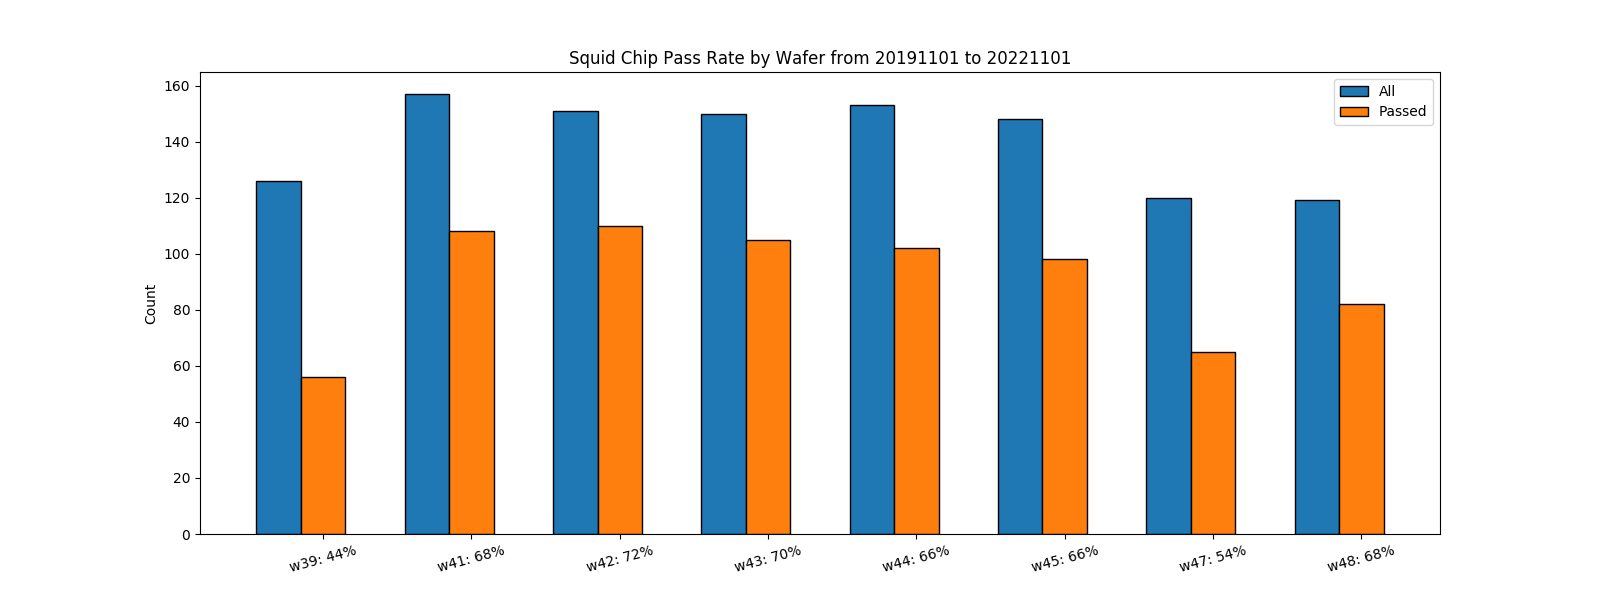 Squid Chip Pass Rate by Wafer from 20191101 to 20221101
All
Passed
Count
160
140
120
100
80
60
40
20
0
w39: 44%
w41: 68%
w42: 72%
w43: 70%
w44: 66%
w45: 66%
w47: 54%
w48: 68%